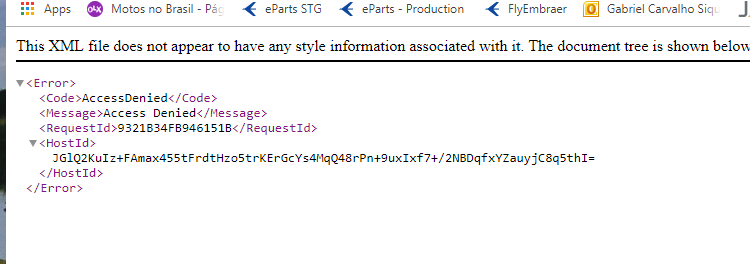 Apps Motos no Brasil - Pág eParts STG eParts - Production FlyEmbraer Gabriel Carvalho Siqu
This XML file does not appear to have any style information associated with it. The document tree is shown below
<Error>
<Code>AccessDenied</Code>
<Message>Access Denied</Message>
<RequestId>9321B34FB946151B</RequestId>
<HostId>
JGlQ2KuIz+FAmax455tFrdtHzo5trKErGcYs4MqQ48rPn+9uxIxf7+/2NBDqfxYZauyjC8q5thI=
</HostId>
</Error>